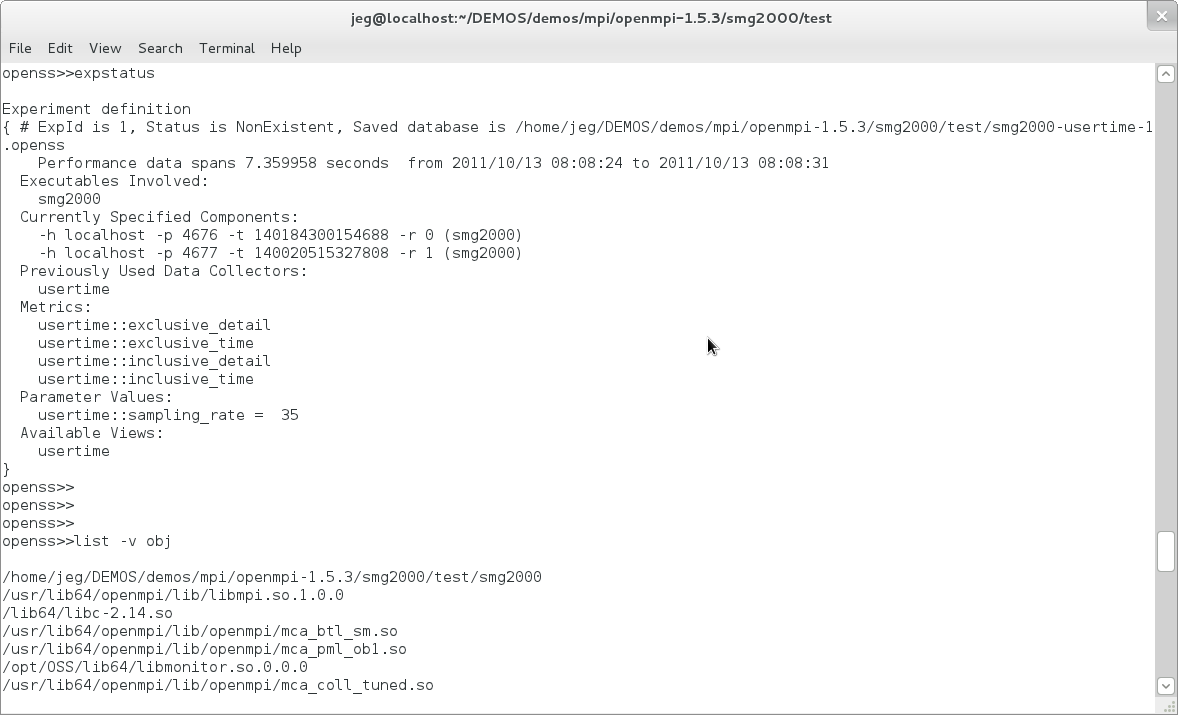 jeg@localhost:~/DEMOS/demos/mpi/openmpi-1.5.3/smg2000/test
File Edit View Search Terminal Help
openss>>expstatus
Experiment definition
{ # ExpId is 1, Status is NonExistent, Saved database is /home/jeg/DEMOS/demos/mpi/openmpi-1.5.3/smg2000/test/smg2000-usertime-1
.openss
    Performance data spans 7.359958 seconds  from 2011/10/13 08:08:24 to 2011/10/13 08:08:31
  Executables Involved:
    smg2000
  Currently Specified Components:
    -h localhost -p 4676 -t 140184300154688 -r 0 (smg2000)
    -h localhost -p 4677 -t 140020515327808 -r 1 (smg2000)
  Previously Used Data Collectors:
    usertime
  Metrics:
    usertime::exclusive_detail
    usertime::exclusive_time
    usertime::inclusive_detail
    usertime::inclusive_time
  Parameter Values:
    usertime::sampling_rate =  35
  Available Views:
    usertime
}
openss>>
openss>>
openss>>
openss>>list -v obj
/home/jeg/DEMOS/demos/mpi/openmpi-1.5.3/smg2000/test/smg2000
/usr/lib64/openmpi/lib/libmpi.so.1.0.0
/lib64/libc-2.14.so
/usr/lib64/openmpi/lib/openmpi/mca_btl_sm.so
/usr/lib64/openmpi/lib/openmpi/mca_pml_ob1.so
/opt/OSS/lib64/libmonitor.so.0.0.0
/usr/lib64/openmpi/lib/openmpi/mca_coll_tuned.so